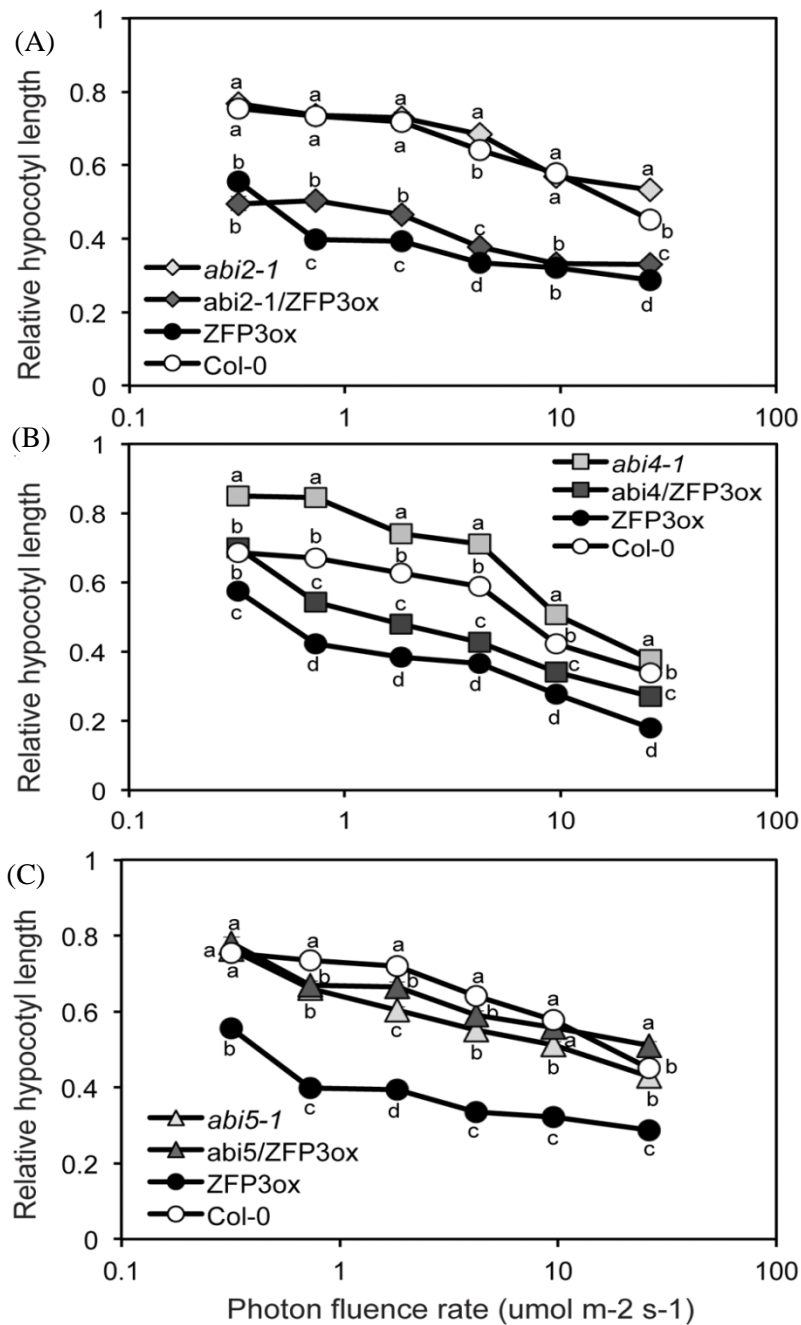 (A)
Relative hypocotyl length
1
0.8
0.6
0.4
0.2
0
a a a a a a
a a a b a b
b b b c b c
b c c d b d
abi2-1
abi2-1/ZFP3ox
ZFP3ox
Col-0
0.1 1 10 100
(B)
Relative hypocotyl length
1
0.8
0.6
0.4
0.2
0
a a a a a a
b b b b b b
b c c c c c
c d d d d d
abi4-1
abi4/ZFP3ox
ZFP3ox
Col-0
0.1 1 10 100
(C)
Relative hypocotyl length
1
0.8
0.6
0.4
0.2
0
a a a a a a
a b b b a b
a b c b b b
b c d c c c
abi5-1
abi5/ZFP3ox
ZFP3ox
Col-0
0.1 1 10 100
Photon fluence rate (umol m-2 s-1)